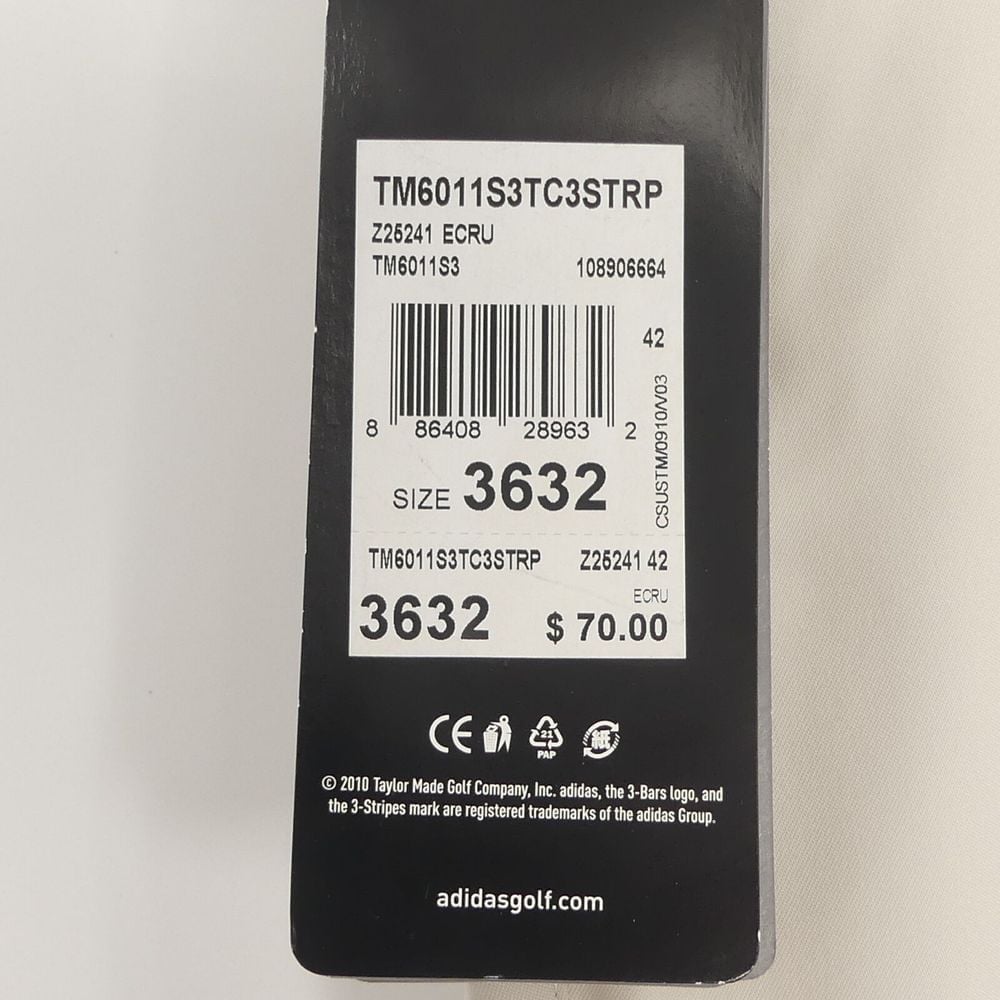 TM6011S3TC3STRP
Z25241 ECRU
TM6011S3 108906664
42
8 86408 28963 2
CSUSTM/0910/V03
SIZE 3632
TM6011S3TC3STRP Z25241 42
ECRU
3632 $ 70.00
CE
21
PAP
紙
© 2010 Taylor Made Golf Company, Inc. adidas, the 3-Bars logo, and
the 3-Stripes mark are registered trademarks of the adidas Group.
adidasgolf.com